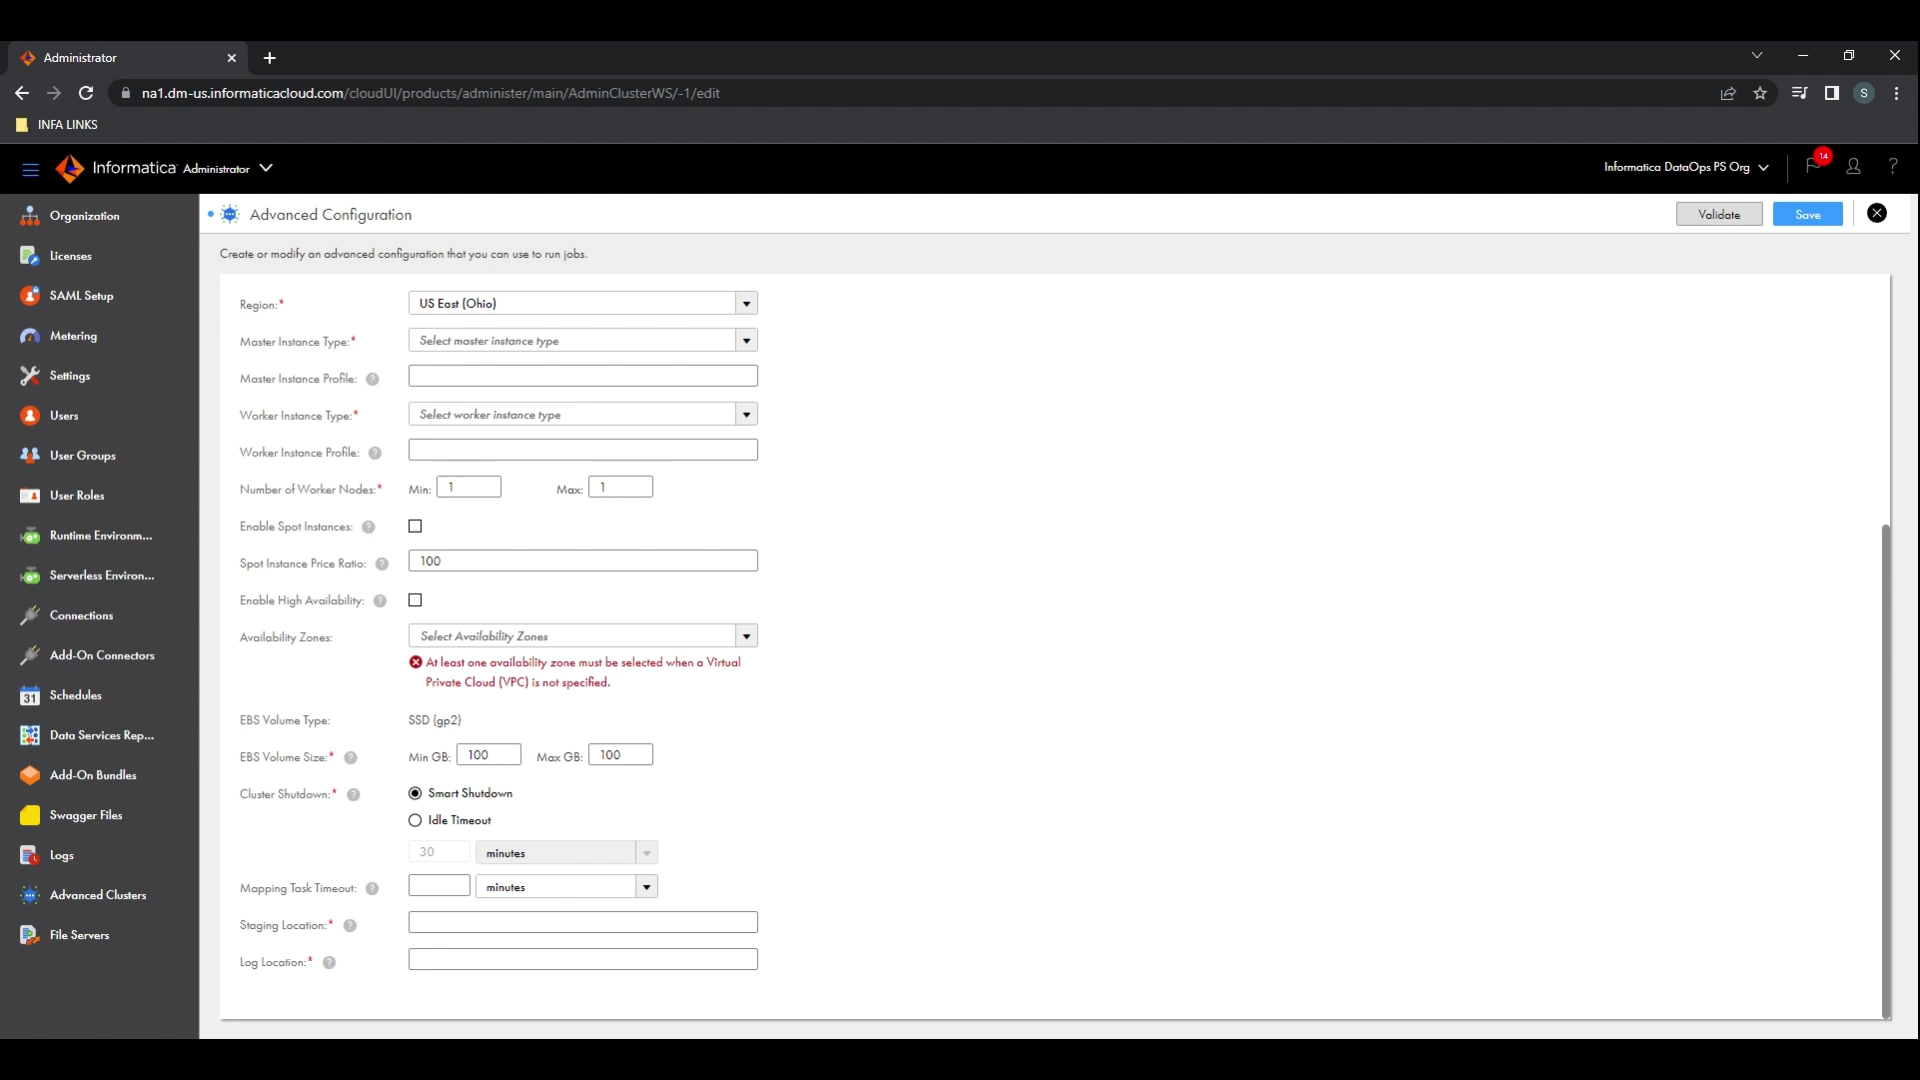 Administrator
na1.dm-us.informaticacloud.com/cloudUI/products/administer/main/AdminClusterWS/-1/edit
S
INFA LINKS
Informatica Administrator
Informatica DataOps PS Org
14
?
Organization
Licenses
SAML Setup
Metering
Settings
Users
User Groups
User Roles
Runtime Environm...
Serverless Environ...
Connections
Add-On Connectors
31 Schedules
Data Services Rep...
Add-On Bundles
Swagger Files
Logs
Advanced Clusters
File Servers
Advanced Configuration
Validate
Save
Create or modify an advanced configuration that you can use to run jobs.
Region:* US East (Ohio)
Master Instance Type:* Select master instance type
Master Instance Profile: ?
Worker Instance Type:* Select worker instance type
Worker Instance Profile: ?
Number of Worker Nodes:* Min: 1 Max: 1
Enable Spot Instances: ?
Spot Instance Price Ratio: ? 100
Enable High Availability: ?
Availability Zones: Select Availability Zones
At least one availability zone must be selected when a Virtual
Private Cloud (VPC) is not specified.
EBS Volume Type: SSD (gp2)
EBS Volume Size:* ? Min GB: 100 Max GB: 100
Cluster Shutdown:* ? Smart Shutdown
Idle Timeout
30 minutes
Mapping Task Timeout: ? minutes
Staging Location:* ?
Log Location:* ?